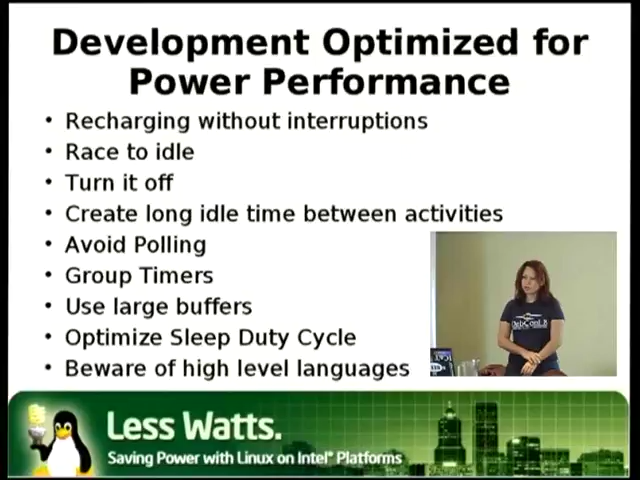 Development Optimized for
Power Performance
• Recharging without interruptions
• Race to idle
• Turn it off
• Create long idle time between activities
• Avoid Polling
• Group Timers
• Use large buffers
• Optimize Sleep Duty Cycle
• Beware of high level languages
Less Watts.
Saving Power with Linux on Intel® Platforms